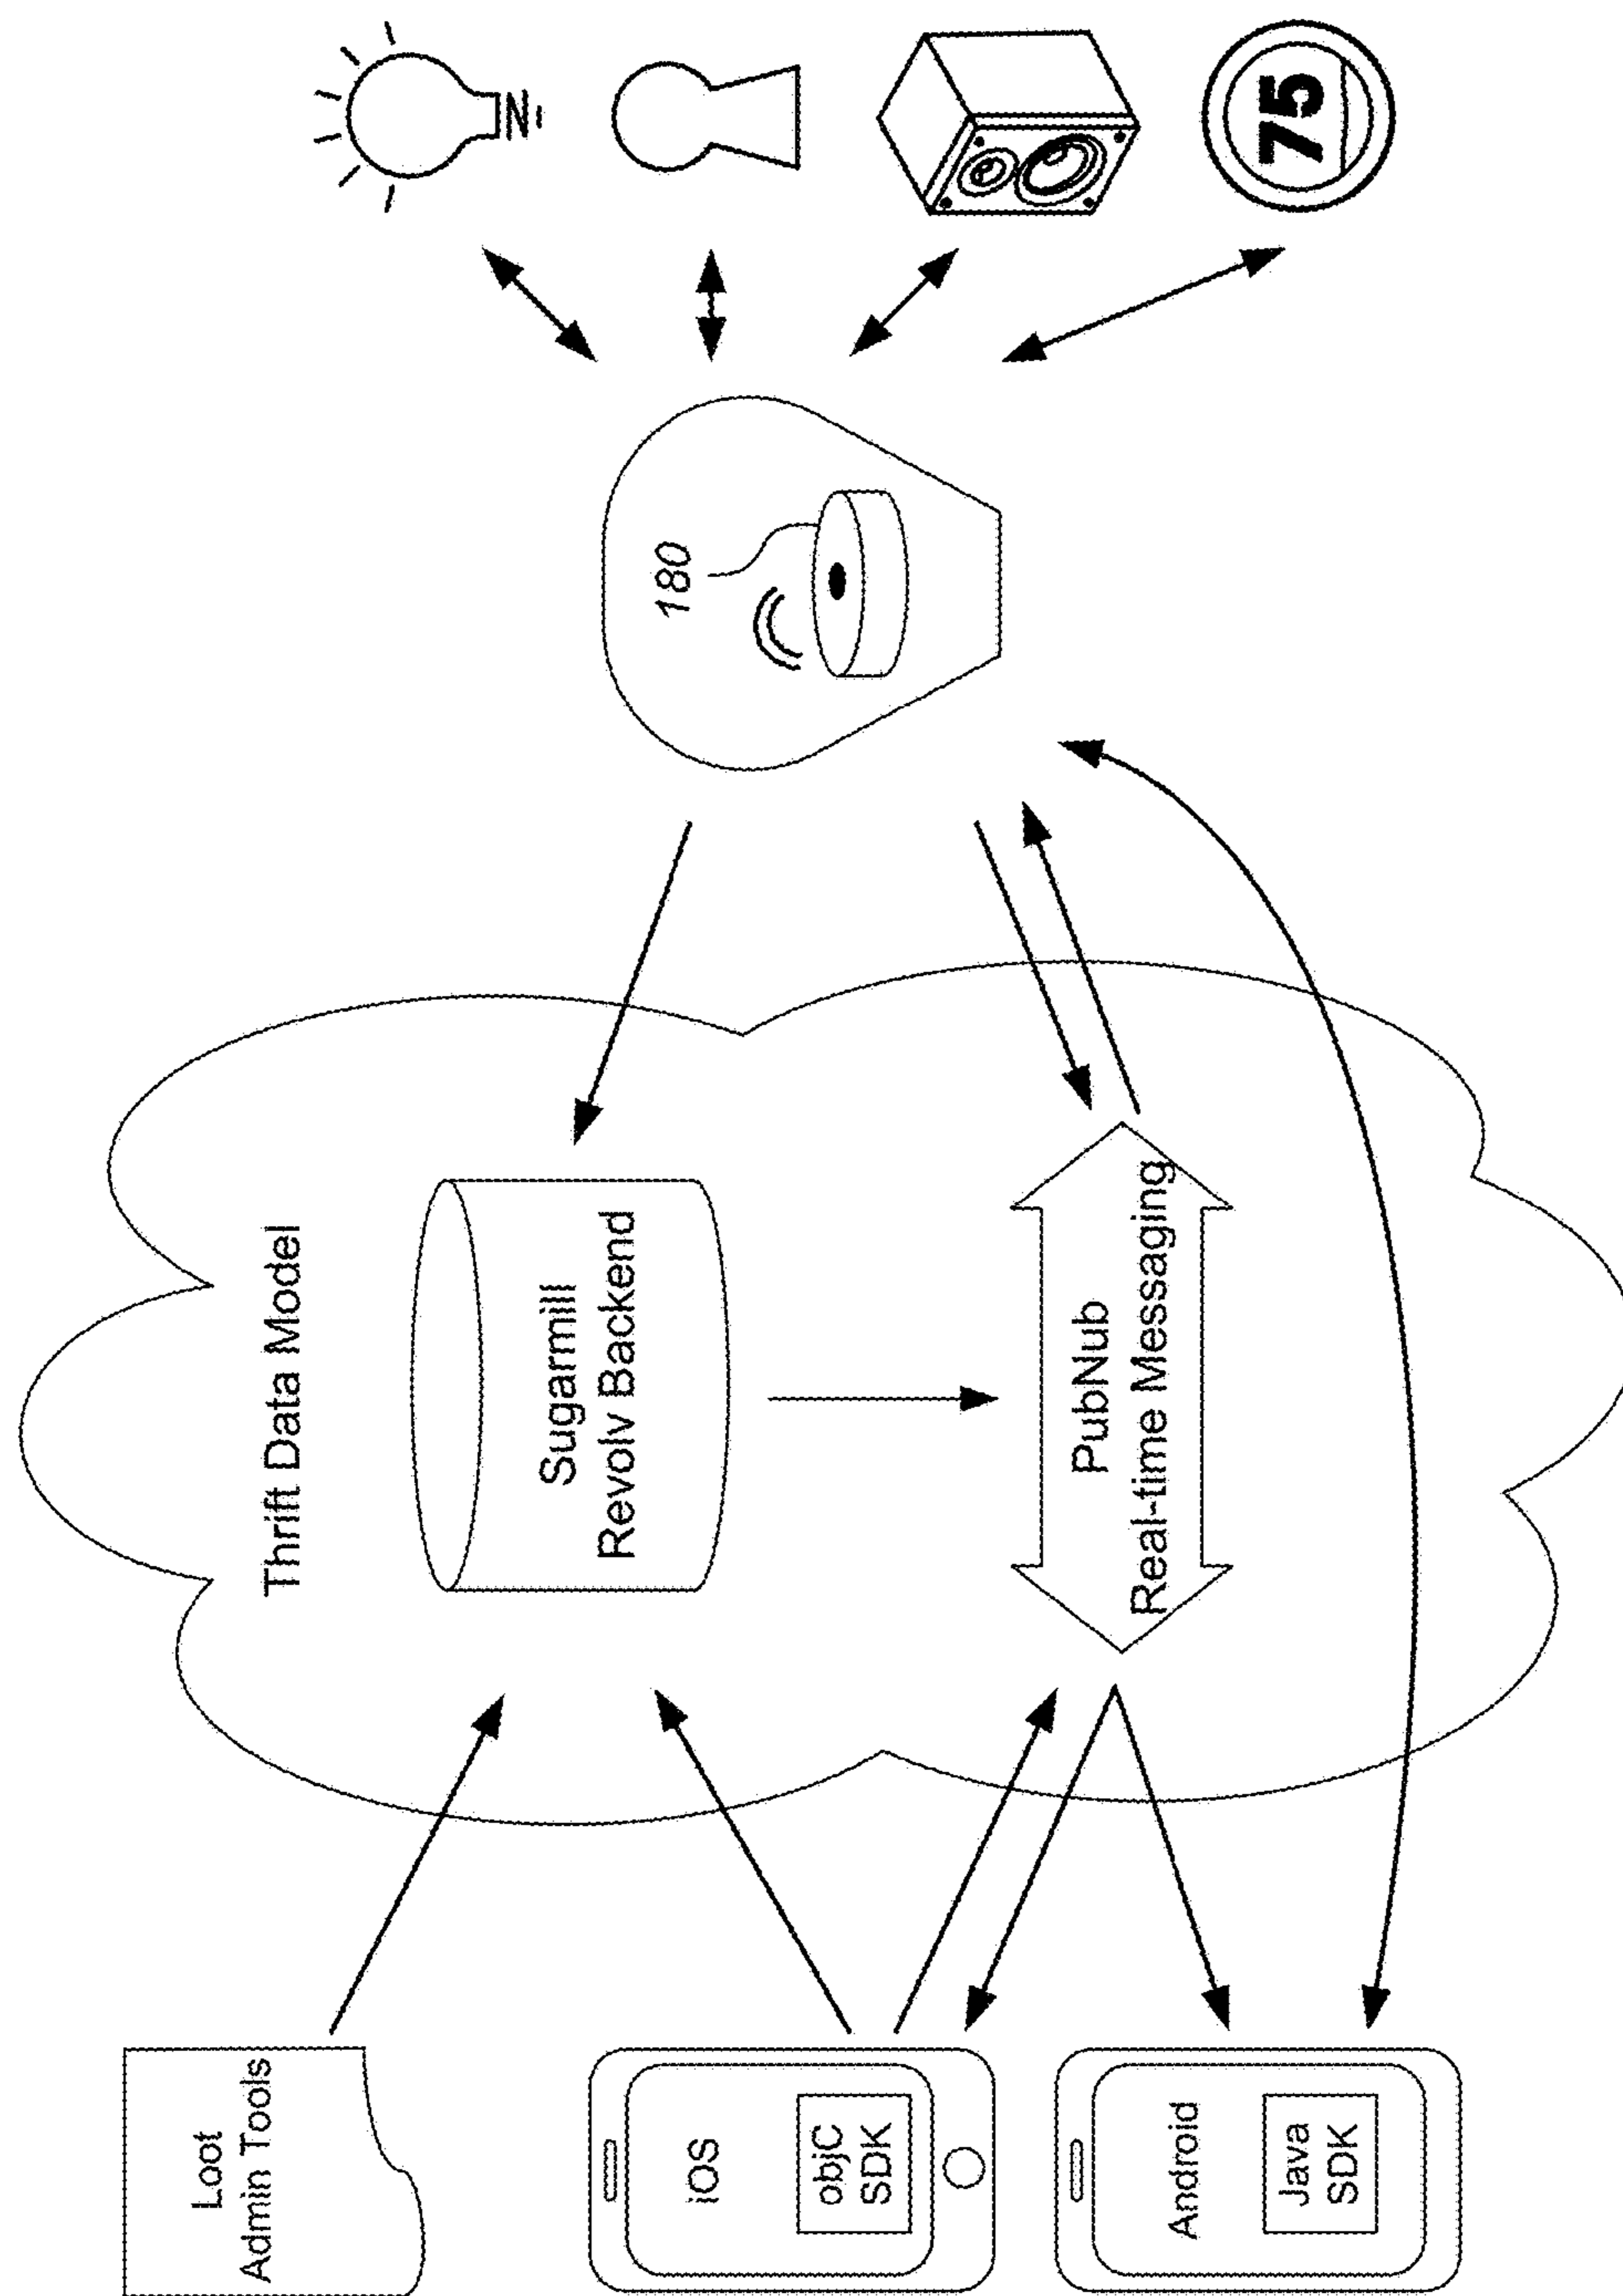 Loot
Admin Tools
iOS
objC
SDK
Android
Java
SDK
Thrift Data Model
Sugarmill
Revolv Backend
PubNub
Real-time Messaging
180
75